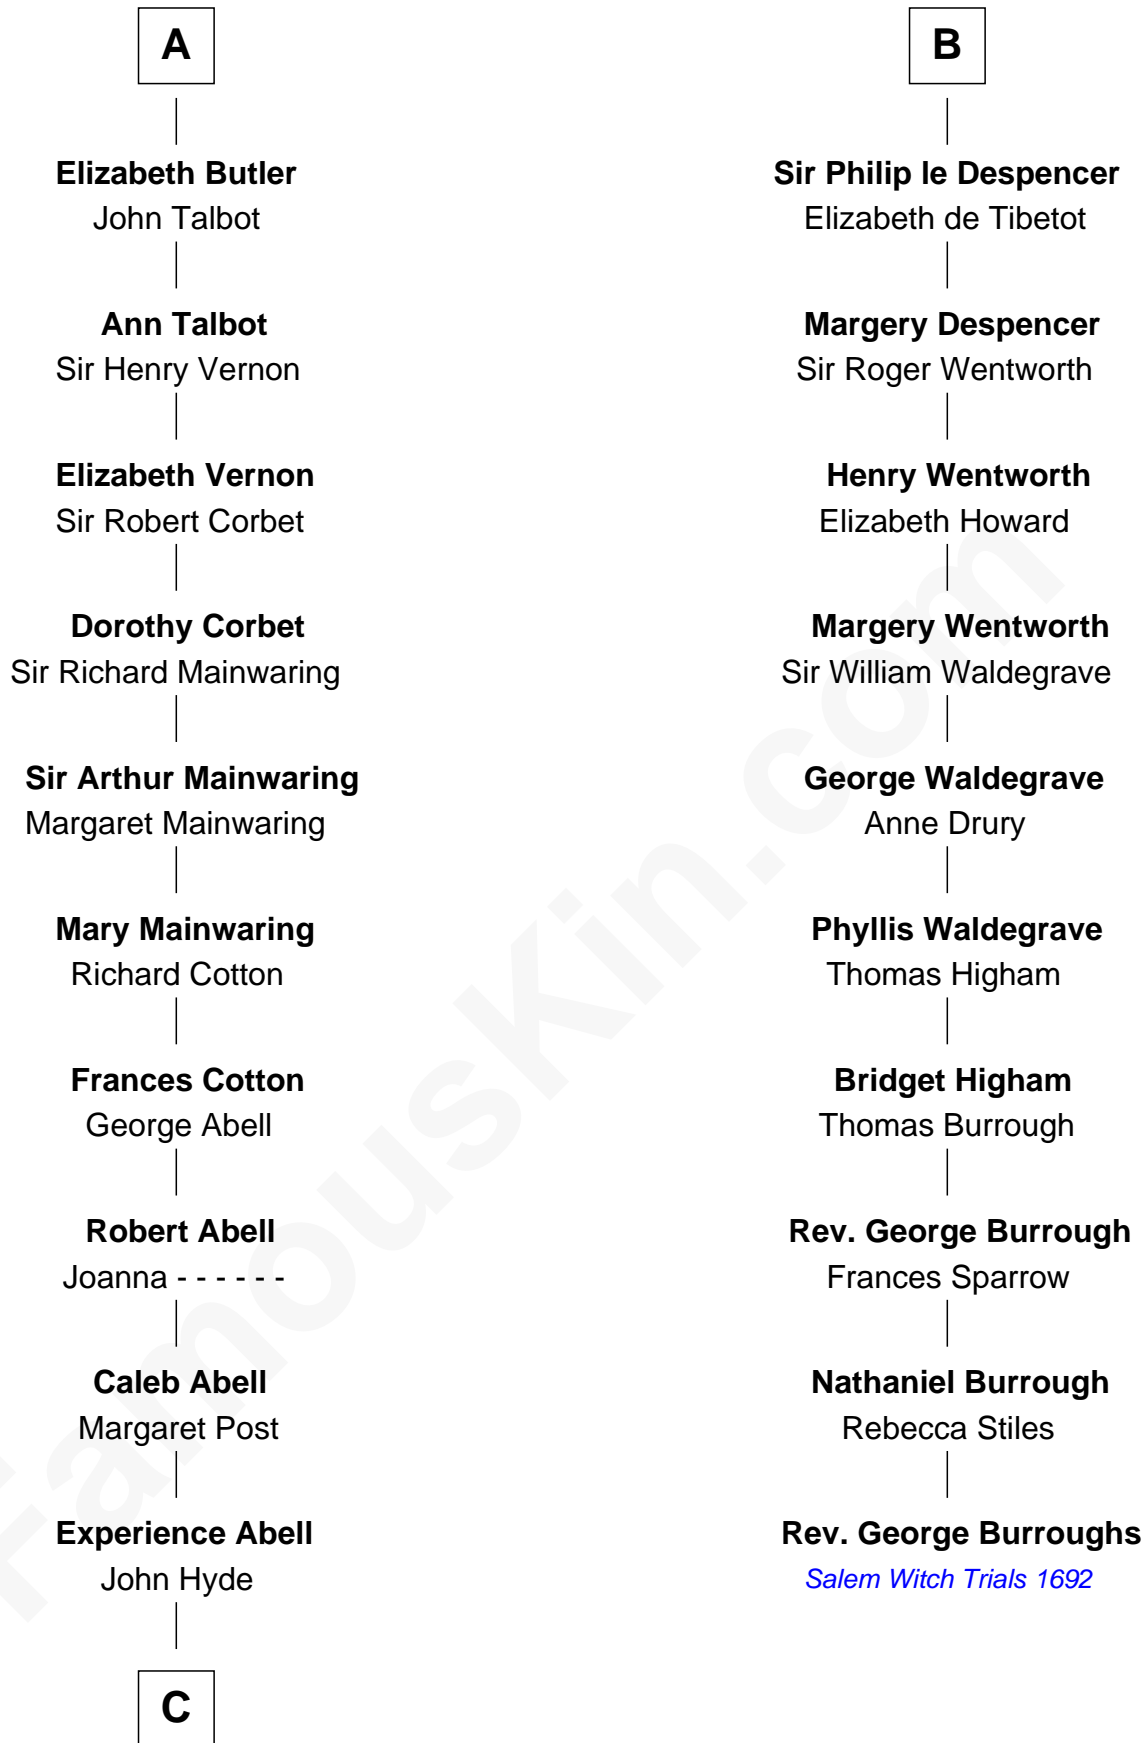 A
Elizabeth Butler
John Talbot
Ann Talbot
Sir Henry Vernon
Elizabeth Vernon
Sir Robert Corbet
Dorothy Corbet
Sir Richard Mainwaring
Sir Arthur Mainwaring
Margaret Mainwaring
Mary Mainwaring
Richard Cotton
Frances Cotton
George Abell
Robert Abell
Joanna - - - - - -
Caleb Abell
Margaret Post
Experience Abell
John Hyde
C
B
Sir Philip le Despencer
Elizabeth de Tibetot
Margery Despencer
Sir Roger Wentworth
Henry Wentworth
Elizabeth Howard
Margery Wentworth
Sir William Waldegrave
George Waldegrave
Anne Drury
Phyllis Waldegrave
Thomas Higham
Bridget Higham
Thomas Burrough
Rev. George Burrough
Frances Sparrow
Nathaniel Burrough
Rebecca Stiles
Rev. George Burroughs
Salem Witch Trials 1692
FamousKin.com